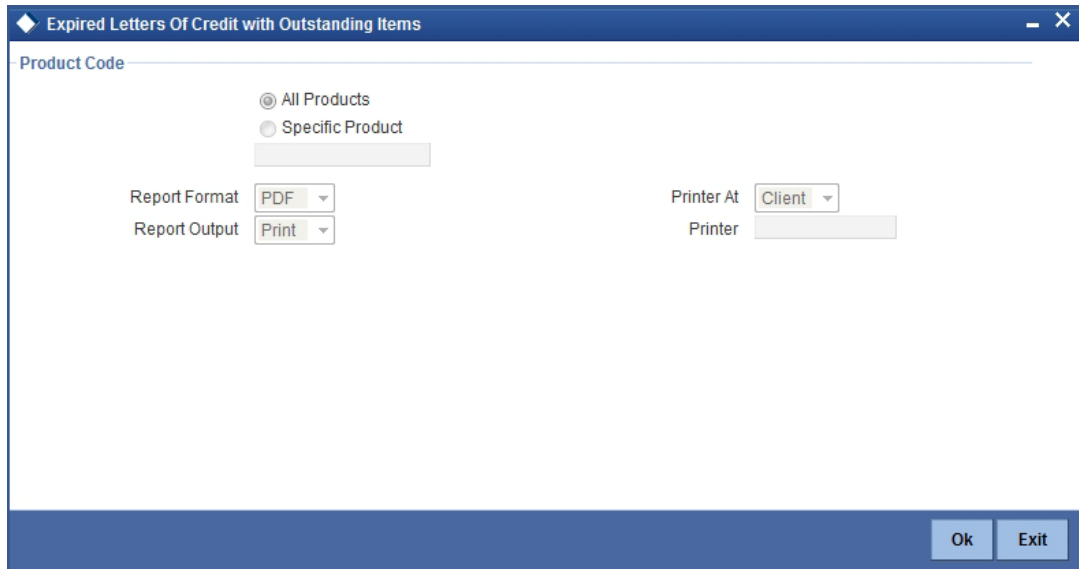 Expired Letters Of Credit with Outstanding Items
Product Code
All Products
Specific Product
Report Format PDF Printer At Client
Report Output Print Printer
Ok Exit